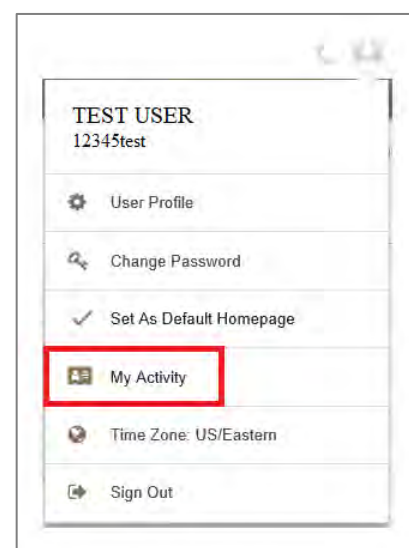 TEST USER
12345test
User Profile
Change Password
Set As Default Homepage
My Activity
Time Zone: US/Eastern
Sign Out